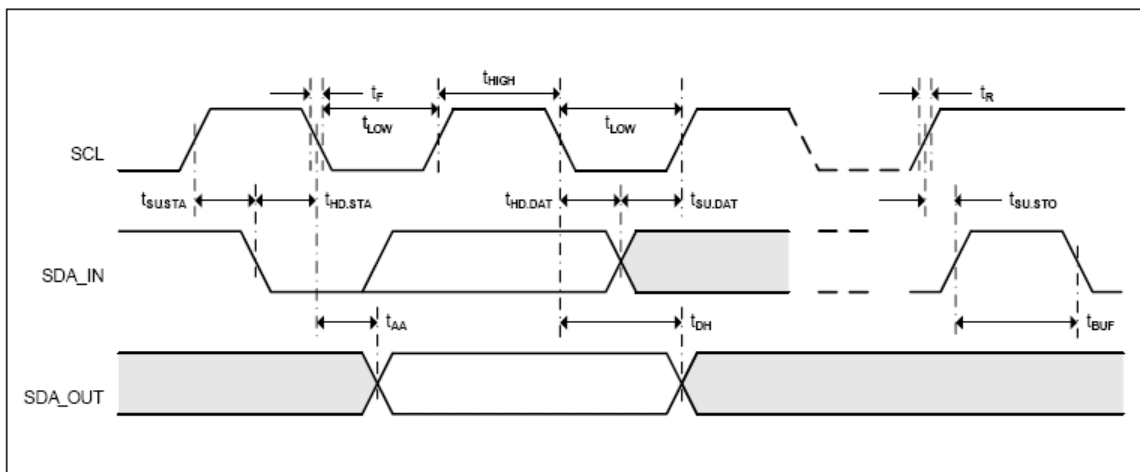 tHIGH
tF
tR
tLOW
tLOW
SCL
tSU.STA
tHD.STA
tHD.DAT
tSU.DAT
tSU.STO
SDA_IN
tAA
tDH
tBUF
SDA_OUT